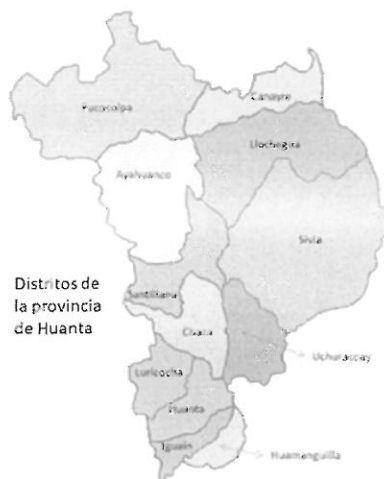 Canayre
Pucacolpa
Llochegua
Ayahuanco
Sivia
Distritos de
la provincia
de Huanta
Santillana
Chaca
Uchuraccay
Luricocha
Huanta
Iguain
Huamanguilla